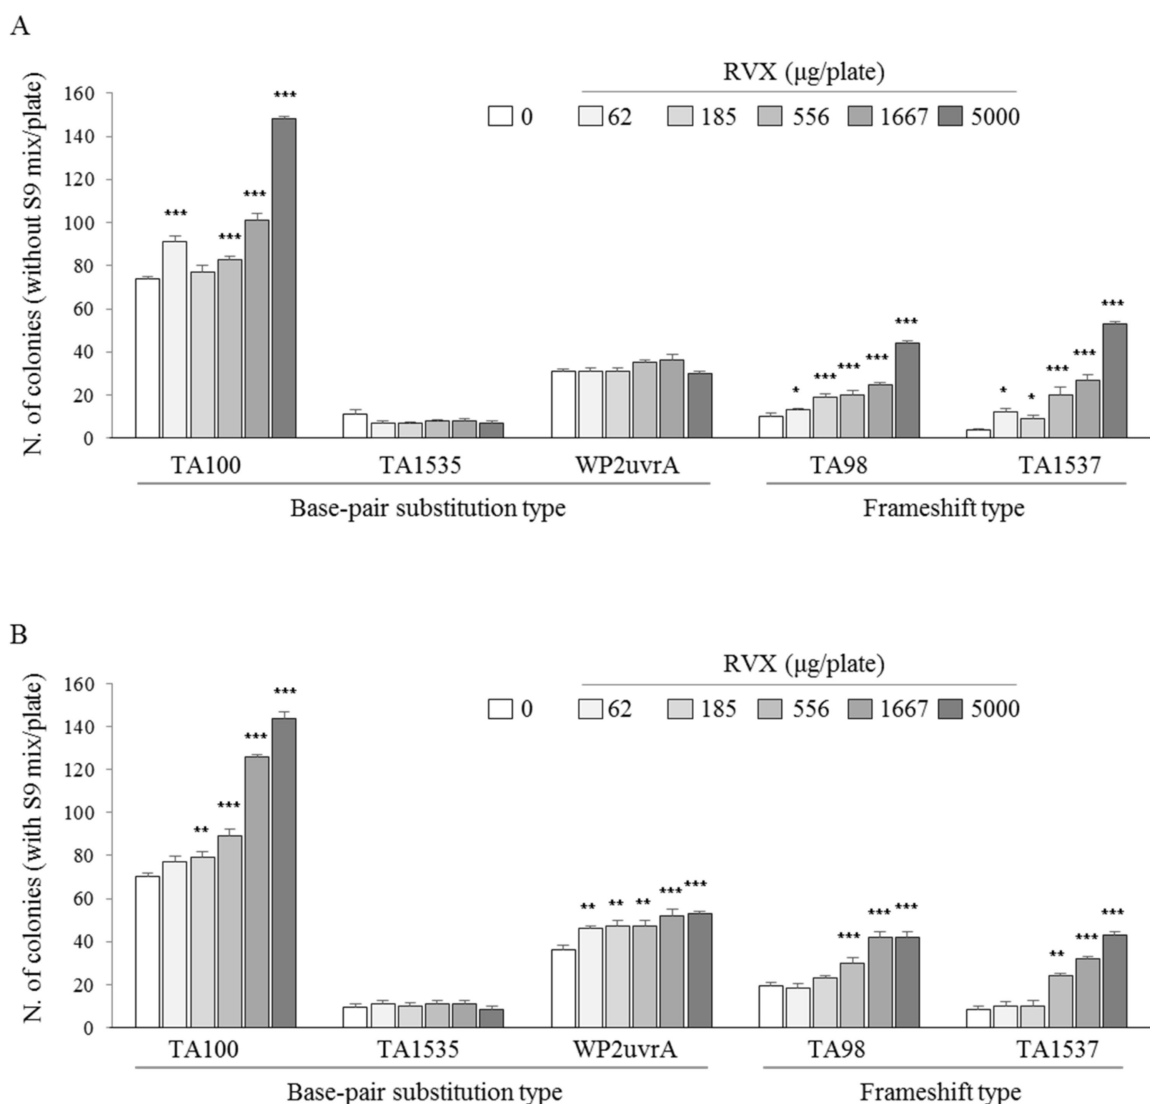 A
RVX (μg/plate)
0 62 185 556 1667 5000
N. of colonies (without S9 mix/plate)
160
140
120
100
80
60
40
20
0
*** *** *** *** ***
* *** *** *** ***
* * *** *** ***
TA100 TA1535 WP2uvrA TA98 TA1537
Base-pair substitution type Frameshift type
B
RVX (μg/plate)
0 62 185 556 1667 5000
N. of colonies (with S9 mix/plate)
160
140
120
100
80
60
40
20
0
** *** *** ***
** ** ** *** ***
*** *** ***
** *** ***
TA100 TA1535 WP2uvrA TA98 TA1537
Base-pair substitution type Frameshift type